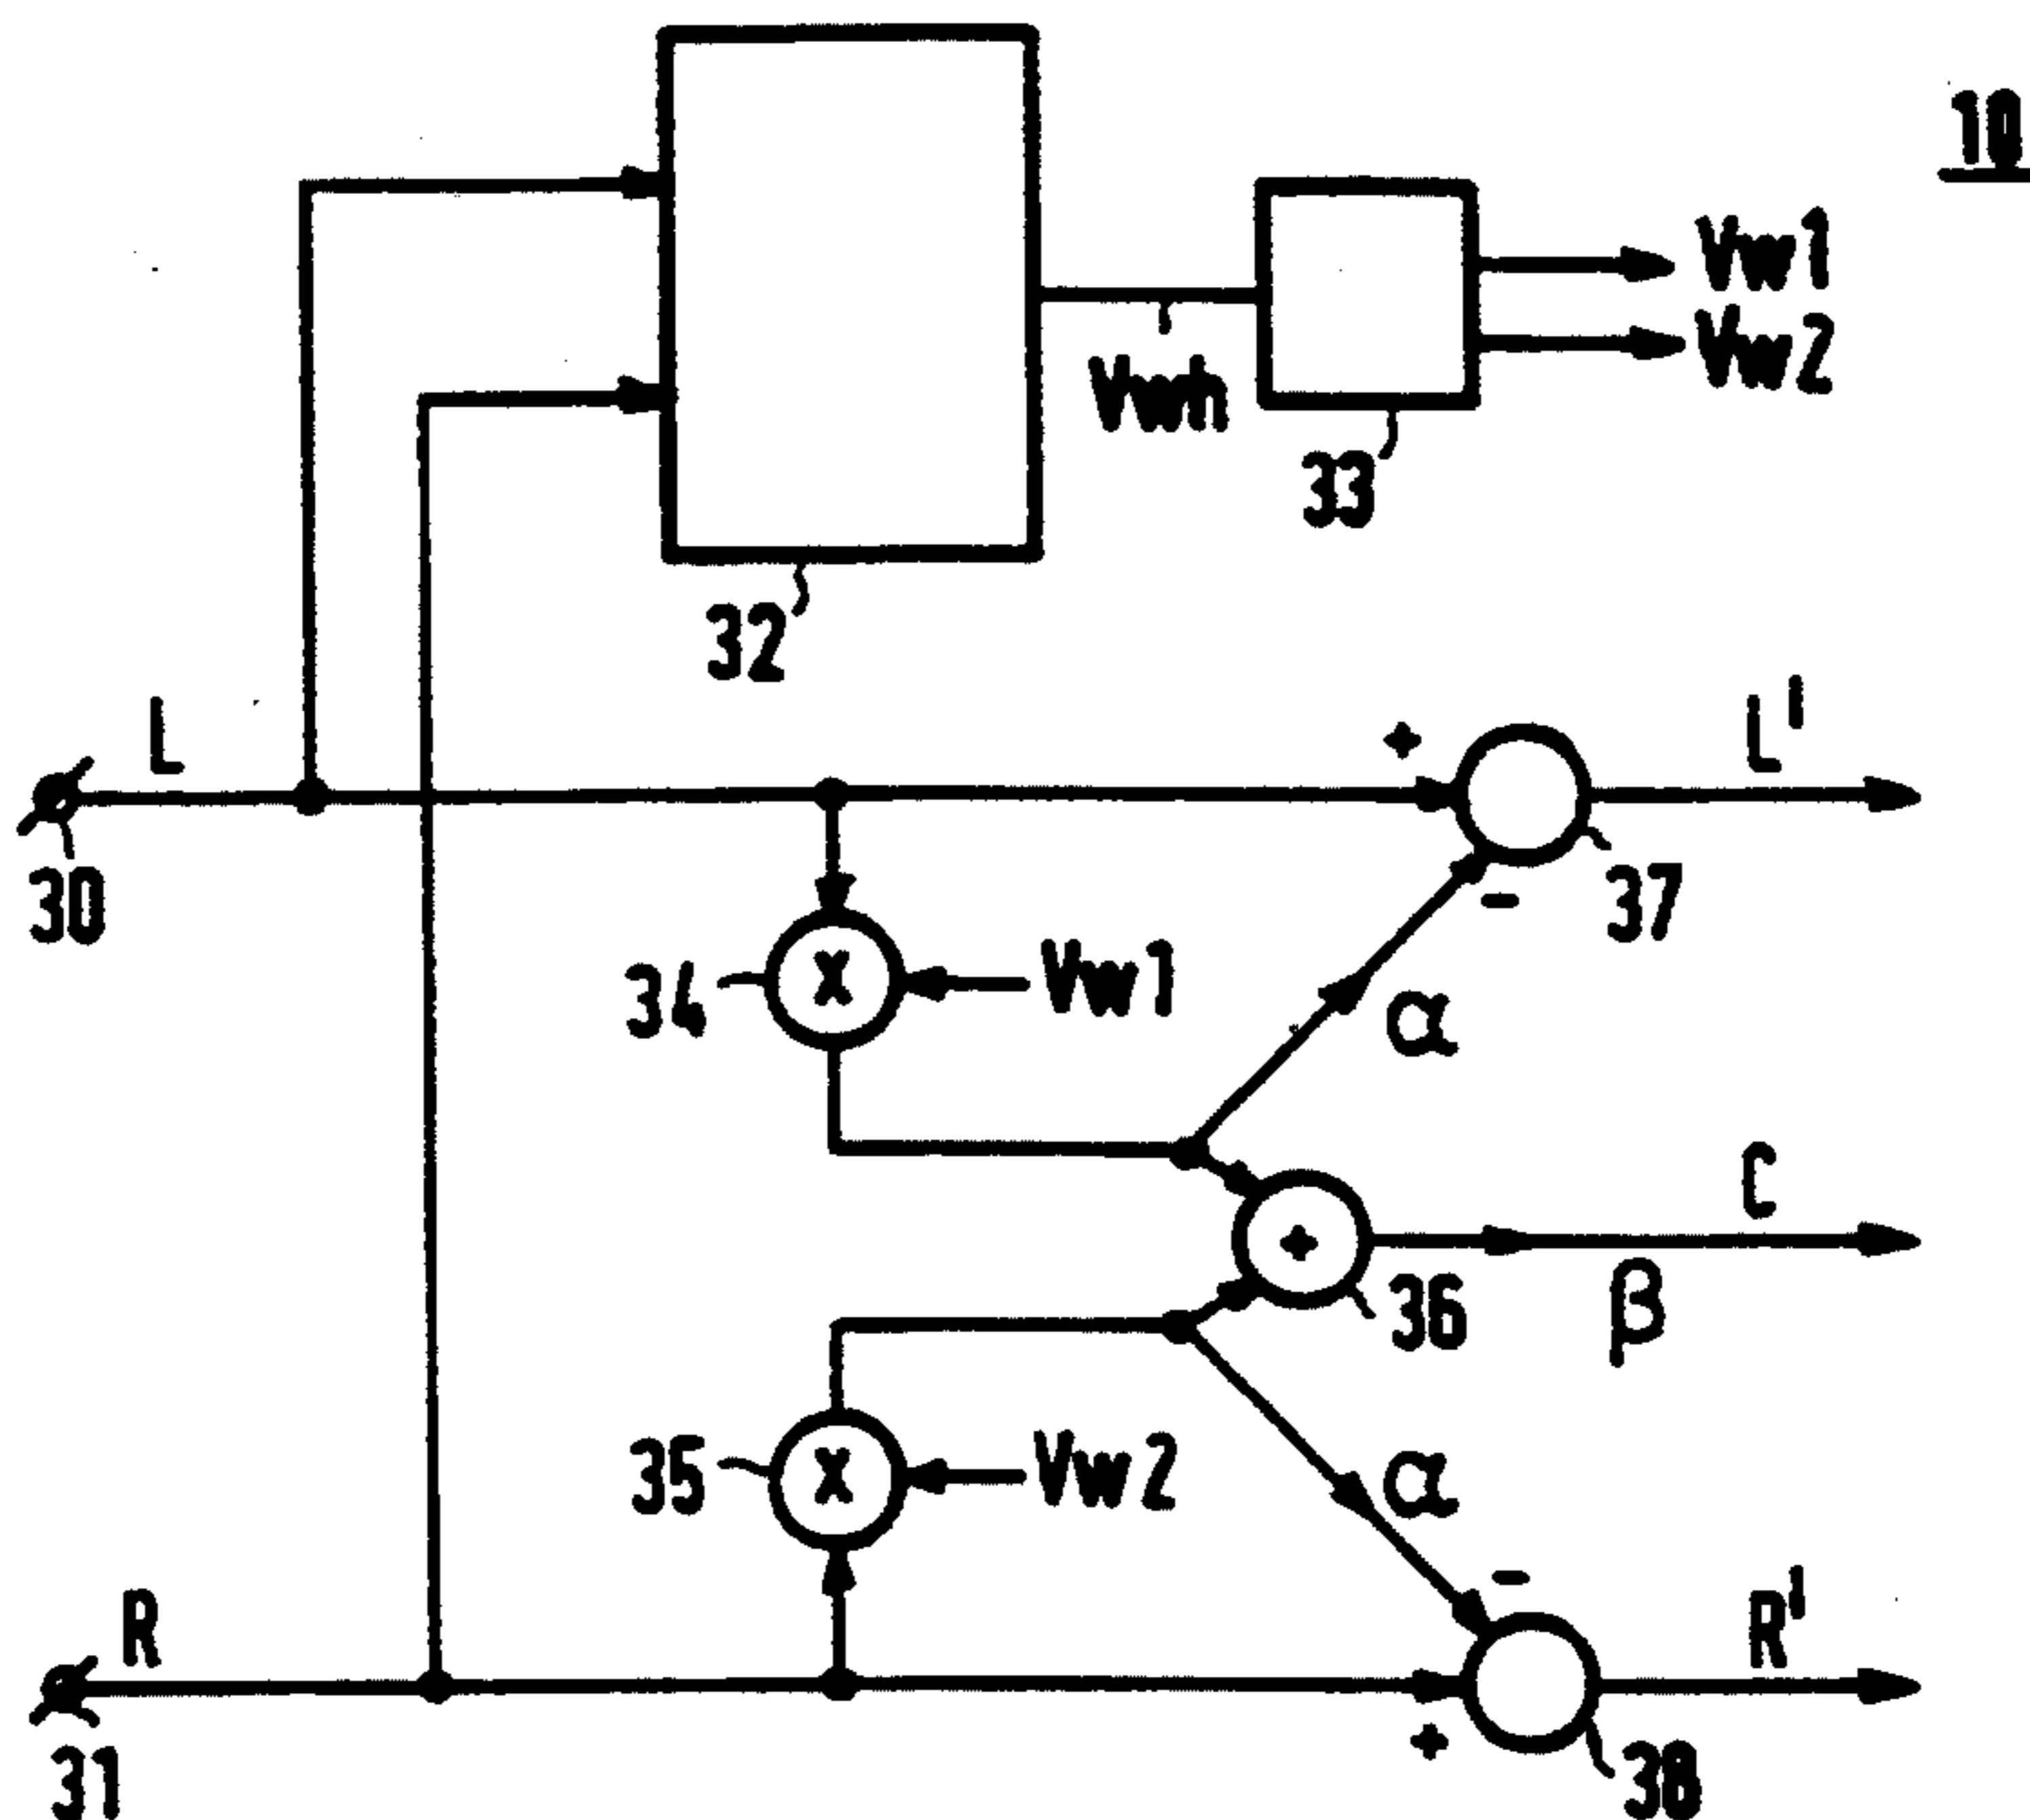 10
Vw1
Vw2
Vwh
33
32
L
L'
+
30
-
37
34
X
Vw1
α
C
+
36
β
35
X
Vw2
α
-
R
R'
+
31
38